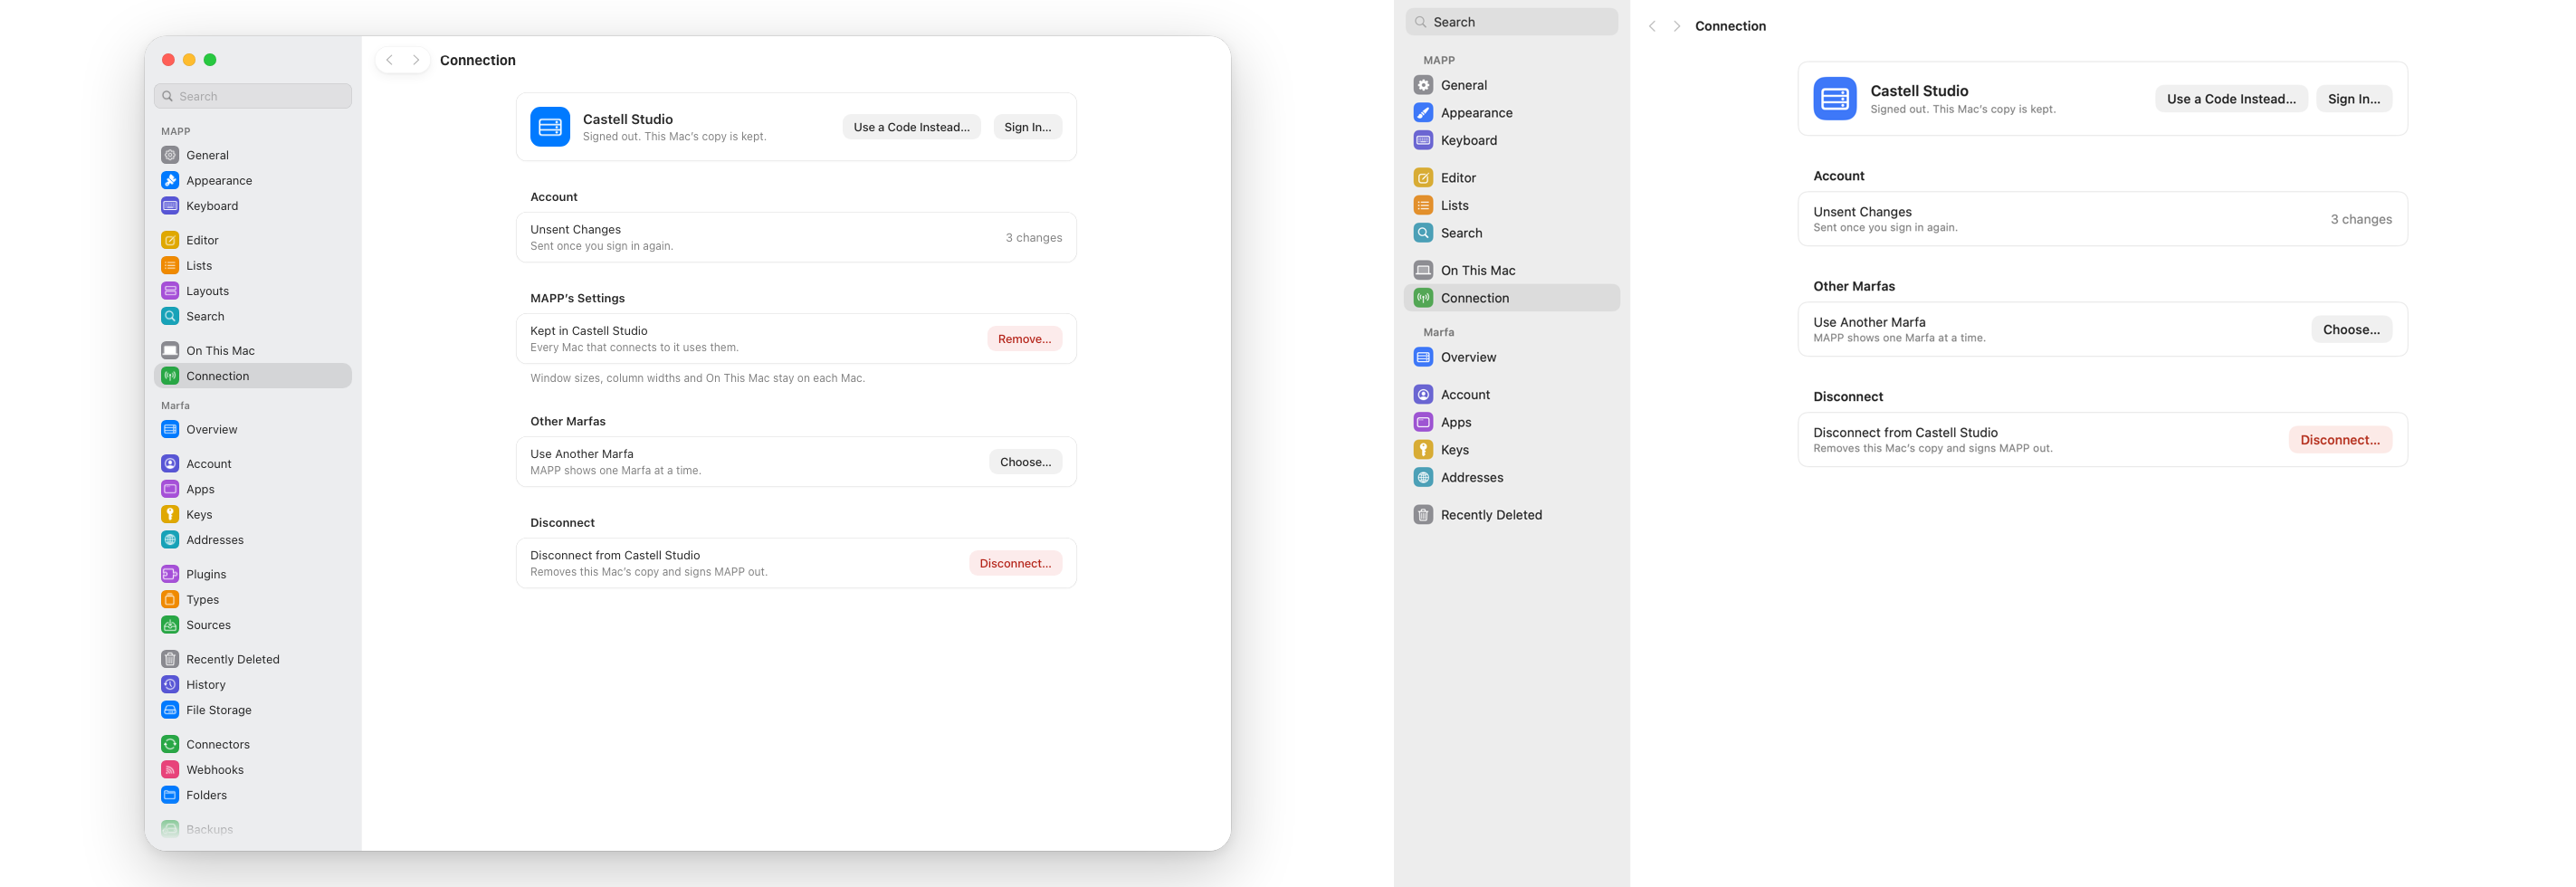 Search
MAPP
General
Appearance
Keyboard
Editor
Lists
Layouts
Search
On This Mac
Connection
Marfa
Overview
Account
Apps
Keys
Addresses
Plugins
Types
Sources
Recently Deleted
History
File Storage
Connectors
Webhooks
Folders
Backups
Connection
Castell Studio
Signed out. This Mac's copy is kept.
Use a Code Instead...
Sign In...
Account
Unsent Changes
Sent once you sign in again.
3 changes
MAPP's Settings
Kept in Castell Studio
Every Mac that connects to it uses them.
Remove...
Window sizes, column widths and On This Mac stay on each Mac.
Other Marfas
Use Another Marfa
MAPP shows one Marfa at a time.
Choose...
Disconnect
Disconnect from Castell Studio
Removes this Mac's copy and signs MAPP out.
Disconnect...
Search
MAPP
General
Appearance
Keyboard
Editor
Lists
Search
On This Mac
Connection
Marfa
Overview
Account
Apps
Keys
Addresses
Recently Deleted
Connection
Castell Studio
Signed out. This Mac's copy is kept.
Use a Code Instead...
Sign In...
Account
Unsent Changes
Sent once you sign in again.
3 changes
Other Marfas
Use Another Marfa
MAPP shows one Marfa at a time.
Choose...
Disconnect
Disconnect from Castell Studio
Removes this Mac's copy and signs MAPP out.
Disconnect...